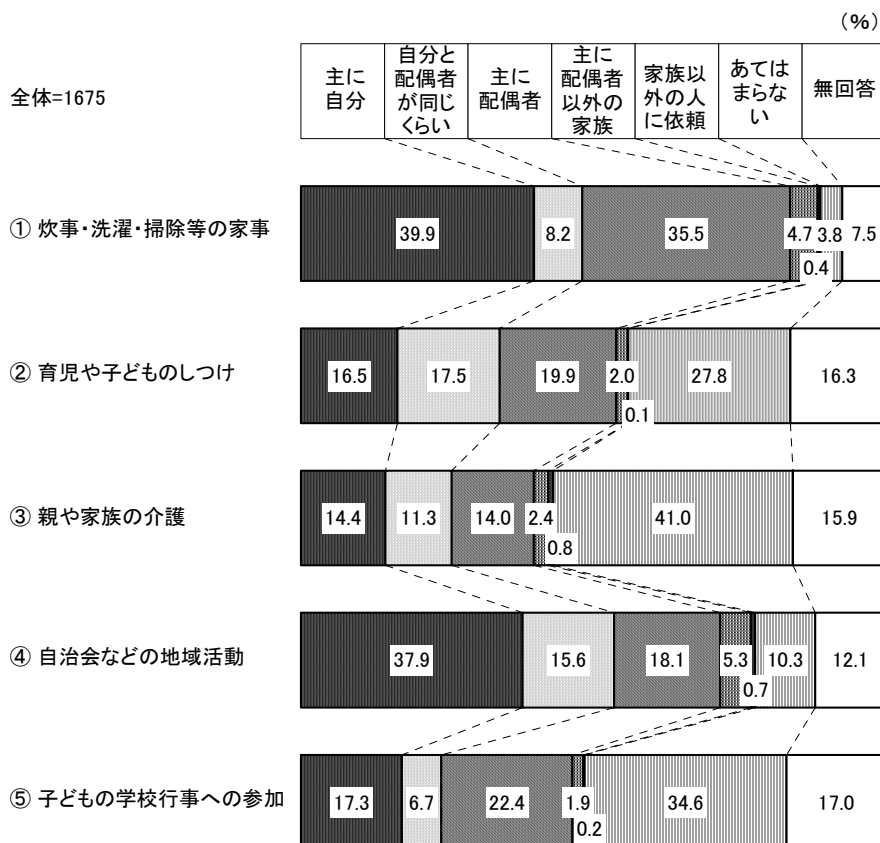 (%)
全体=1675
主に
自分
自分と
配偶者
が同じ
くらい
主に
配偶者
主に
配偶者
以外の
家族
家族以
外の人
に依頼
あては
まらな
い
無回答
① 炊事・洗濯・掃除等の家事
39.9
8.2
35.5
4.7
0.4
3.8
7.5
② 育児や子どものしつけ
16.5
17.5
19.9
2.0
0.1
27.8
16.3
③ 親や家族の介護
14.4
11.3
14.0
2.4
0.8
41.0
15.9
④ 自治会などの地域活動
37.9
15.6
18.1
5.3
0.7
10.3
12.1
⑤ 子どもの学校行事への参加
17.3
6.7
22.4
1.9
0.2
34.6
17.0